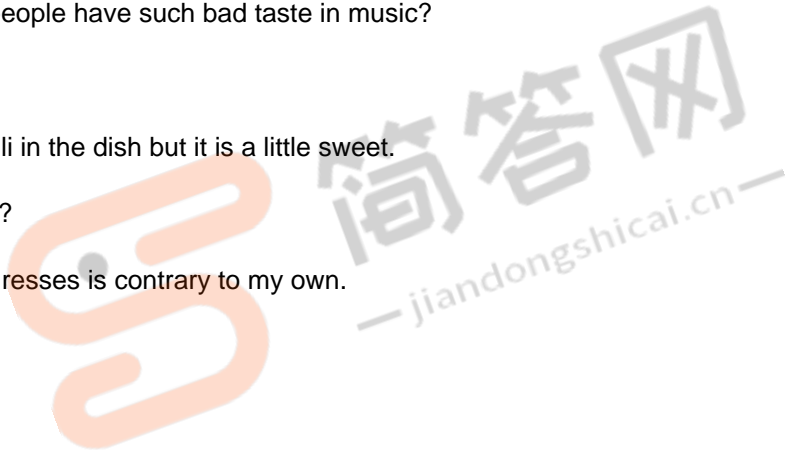 eople have such bad taste in music?
li in the dish but it is a little sweet.
?
resses is contrary to my own.
简答网
jiandongshicai.cn